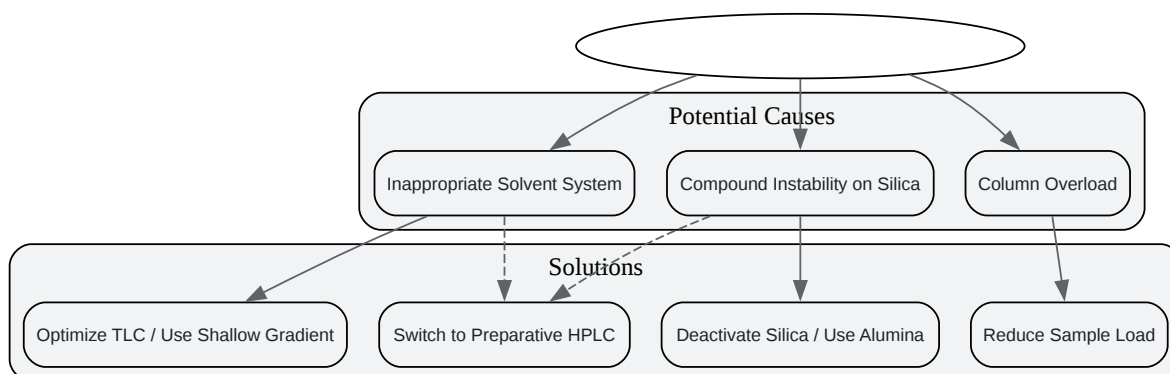 Potential Causes
Inappropriate Solvent System
Compound Instability on Silica
Column Overload
Solutions
Optimize TLC / Use Shallow Gradient
Switch to Preparative HPLC
Deactivate Silica / Use Alumina
Reduce Sample Load